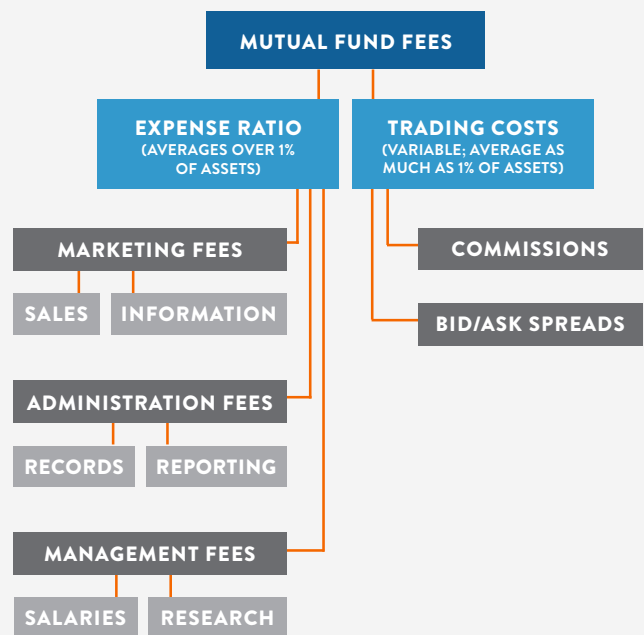 MUTUAL FUND FEES
EXPENSE RATIO
(AVERAGES OVER 1%
OF ASSETS)
TRADING COSTS
(VARIABLE; AVERAGE AS
MUCH AS 1% OF ASSETS)
MARKETING FEES
SALES
INFORMATION
COMMISSIONS
BID/ASK SPREADS
ADMINISTRATION FEES
RECORDS
REPORTING
MANAGEMENT FEES
SALARIES
RESEARCH